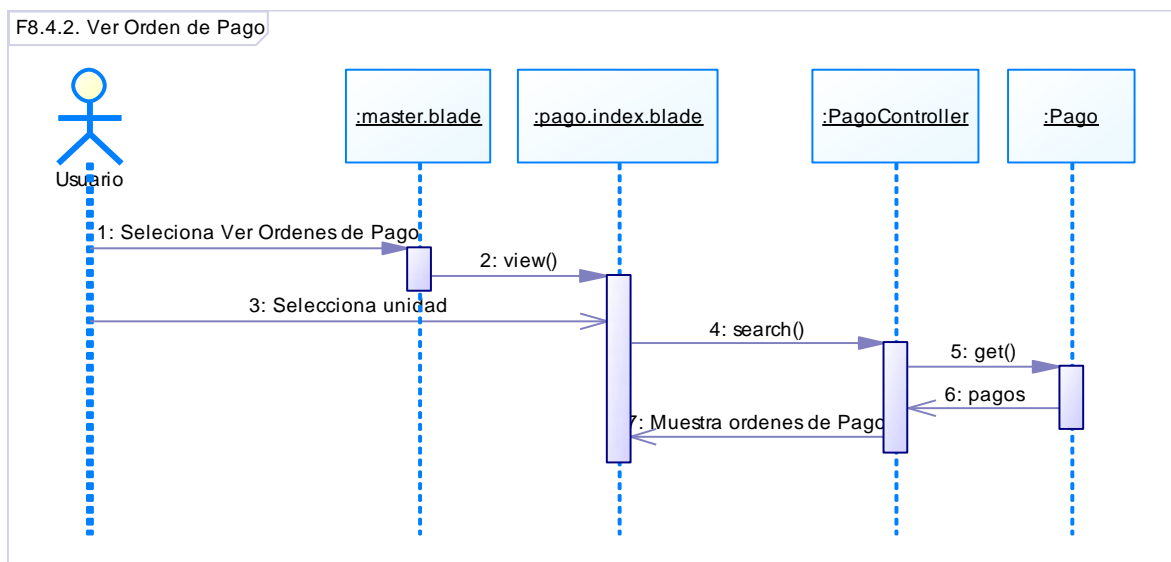 F8.4.2. Ver Orden de Pago
:master.blade
:pago.index.blade
:PagoController
:Pago
Usuario
1: Seleciona Ver Ordenes de Pago
2: view()
3: Selecciona unidad
4: search()
5: get()
6: pagos
7: Muestra ordenes de Pago